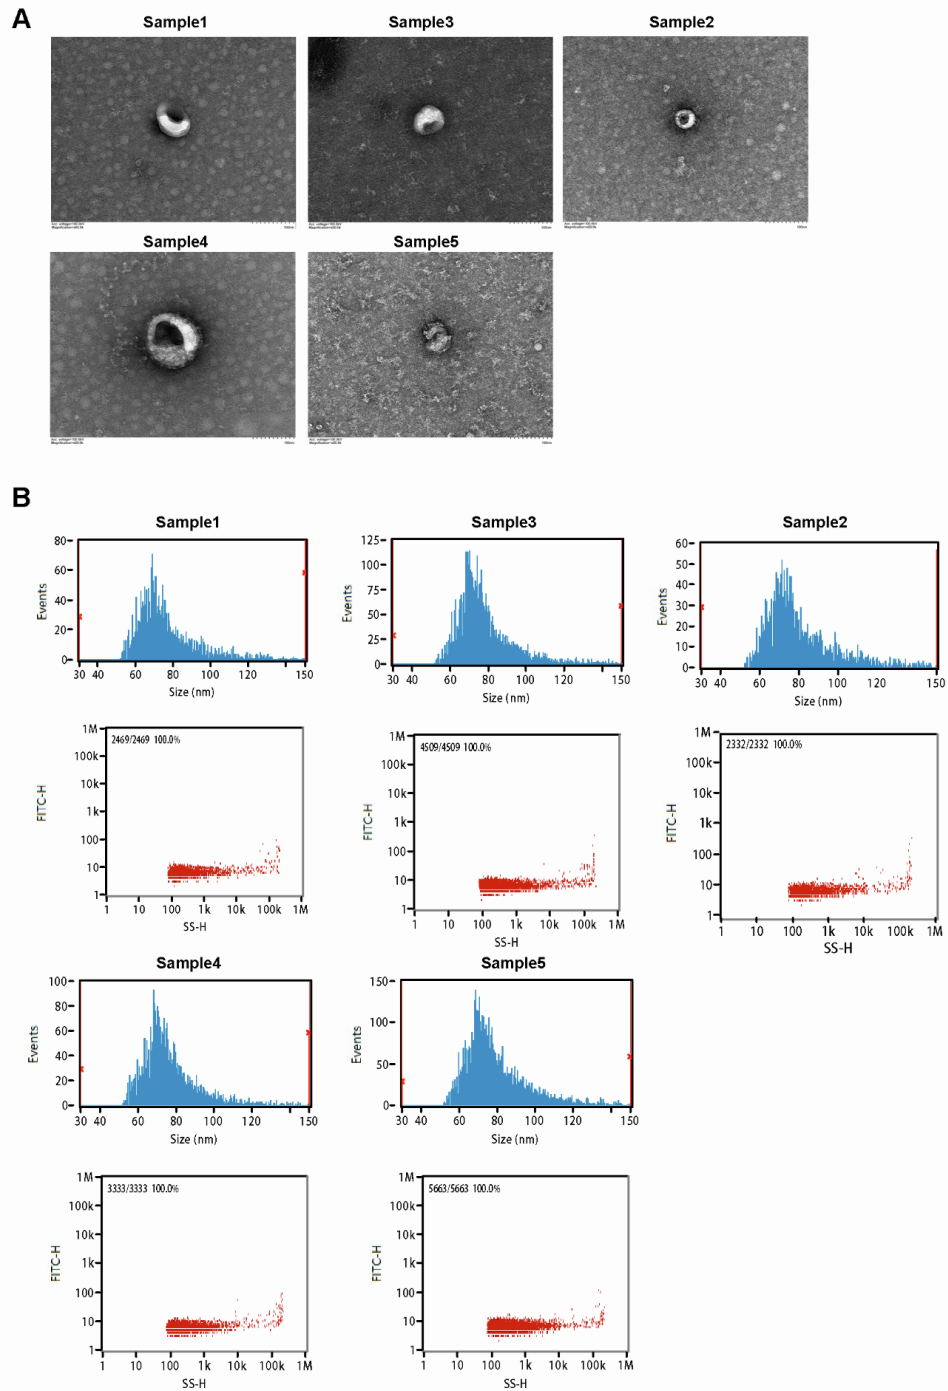 A
Sample1 Sample3 Sample2
Acc. voltage=100.0kV
100nm
100nm
100nm
Sample4 Sample5
100nm
100nm
B
Sample1 Sample3 Sample2
Events
80
60
40
20
0
30 40 60 80 100 120 150
Size (nm)
Events
125
100
75
50
25
0
30 40 60 80 100 120 150
Size (nm)
Events
60
50
40
30
20
10
0
30 40 60 80 100 120 150
Size (nm)
FITC-H
2469/2469 100.0%
1M
100k
10k
1k
100
10
1
1 10 100 1k 10k 100k 1M
SS-H
FITC-H
4509/4509 100.0%
1M
100k
10k
1k
100
10
1
1 10 100 1k 10k 100k 1M
SS-H
FITC-H
2332/2332 100.0%
1M
100k
10k
1k
100
10
1
1 10 100 1k 10k 100k 1M
SS-H
Sample4 Sample5
Events
100
80
60
40
20
0
30 40 60 80 100 120 150
Size (nm)
Events
150
100
50
0
30 40 60 80 100 120 150
Size (nm)
FITC-H
3333/3333 100.0%
1M
100k
10k
1k
100
10
1
1 10 100 1k 10k 100k 1M
SS-H
FITC-H
5663/5663 100.0%
1M
100k
10k
1k
100
10
1
1 10 100 1k 10k 100k 1M
SS-H